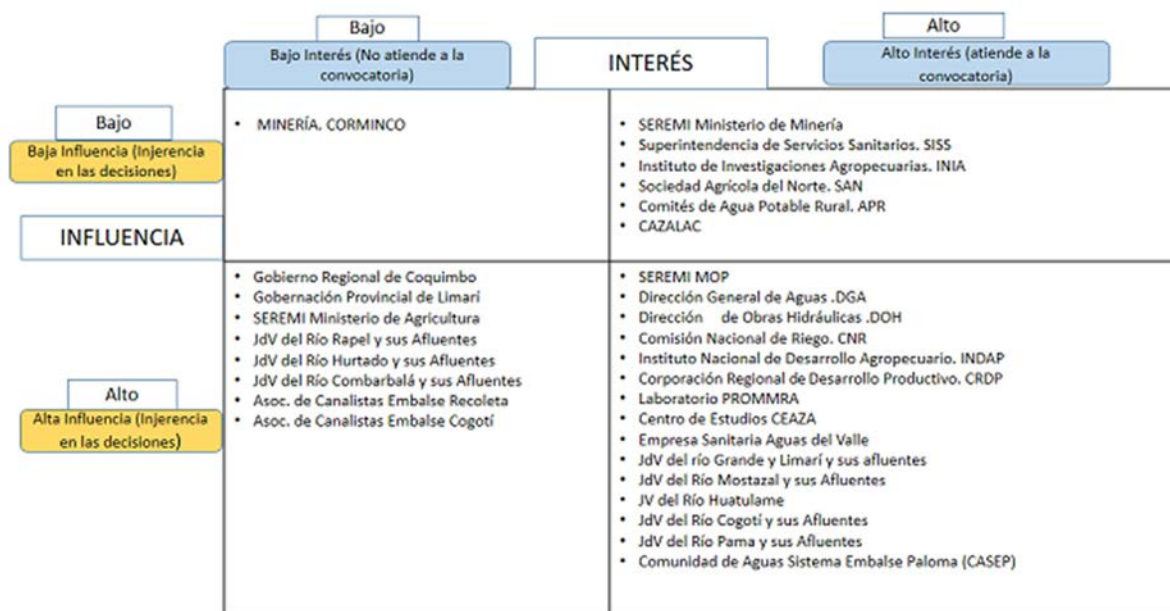 Bajo
Bajo Interés (No atiende a la
convocatoria)
INTERÉS
Alto
Alto Interés (atiende a la
convocatoria)
Bajo
Baja Influencia (Injerencia
en las decisiones)
INFLUENCIA
Alto
Alta Influencia (Injerencia
en las decisiones)
• MINERÍA. CORMINCO
• SEREMI Ministerio de Minería
• Superintendencia de Servicios Sanitarios. SISS
• Instituto de Investigaciones Agropecuarias. INIA
• Sociedad Agrícola del Norte. SAN
• Comités de Agua Potable Rural. APR
• CAZALAC
• Gobierno Regional de Coquimbo
• Gobernación Provincial de Limarí
• SEREMI Ministerio de Agricultura
• JdV del Río Rapel y sus Afluentes
• JdV del Río Hurtado y sus Afluentes
• JdV del Río Combarbalá y sus Afluentes
• Asoc. de Canalistas Embalse Recoleta
• Asoc. de Canalistas Embalse Cogotí
• SEREMI MOP
• Dirección General de Aguas .DGA
• Dirección de Obras Hidráulicas .DOH
• Comisión Nacional de Riego. CNR
• Instituto Nacional de Desarrollo Agropecuario. INDAP
• Corporación Regional de Desarrollo Productivo. CRDP
• Laboratorio PROMMRA
• Centro de Estudios CEAZA
• Empresa Sanitaria Aguas del Valle
• JdV del río Grande y Limarí y sus afluentes
• JdV del Río Mostazal y sus Afluentes
• JV del Río Huatulame
• JdV del Río Cogotí y sus Afluentes
• JdV del Río Pama y sus Afluentes
• Comunidad de Aguas Sistema Embalse Paloma (CASEP)